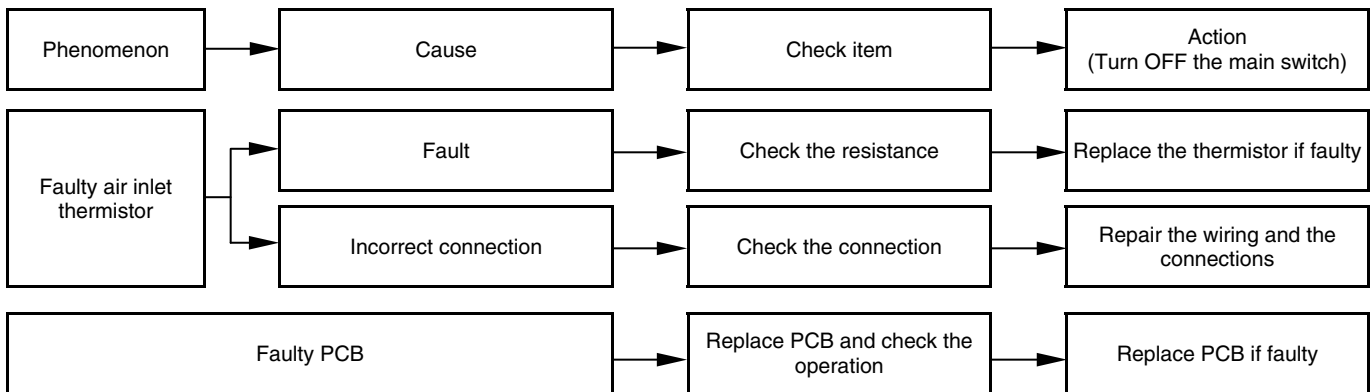 Phenomenon
Cause
Check item
Action
(Turn OFF the main switch)
Faulty air inlet
thermistor
Fault
Check the resistance
Replace the thermistor if faulty
Incorrect connection
Check the connection
Repair the wiring and the
connections
Faulty PCB
Replace PCB and check the
operation
Replace PCB if faulty